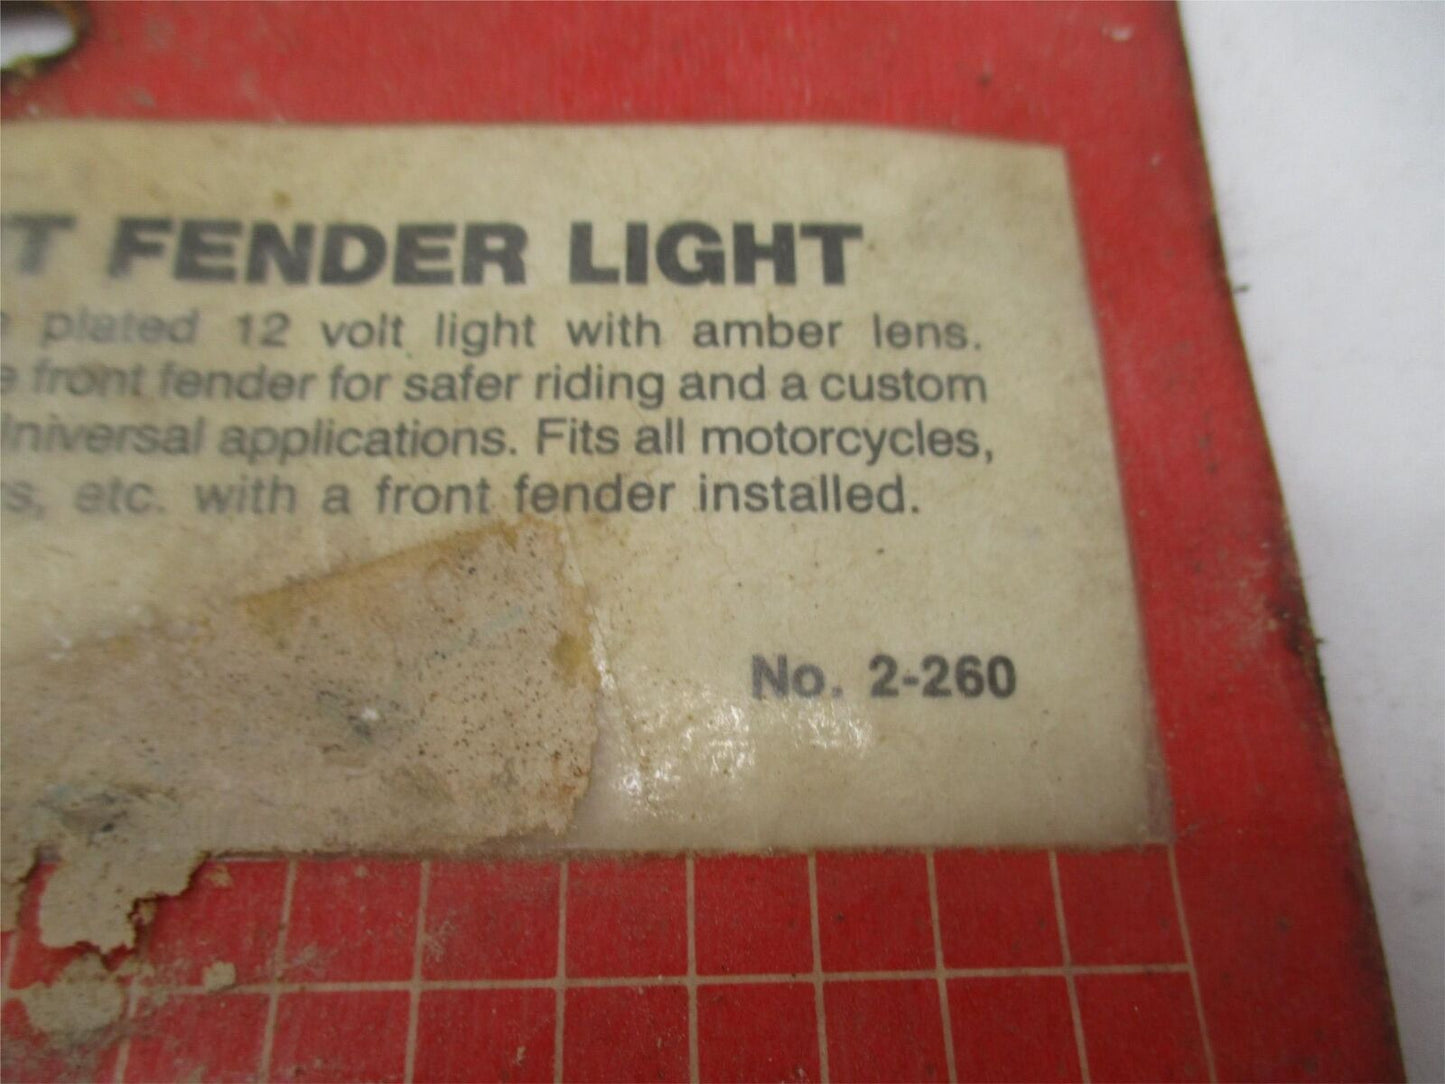 T FENDER LIGHT
plated 12 volt light with amber lens.
front fender for safer riding and a custom
niversal applications. Fits all motorcycles,
s, etc. with a front fender installed.
No. 2-260